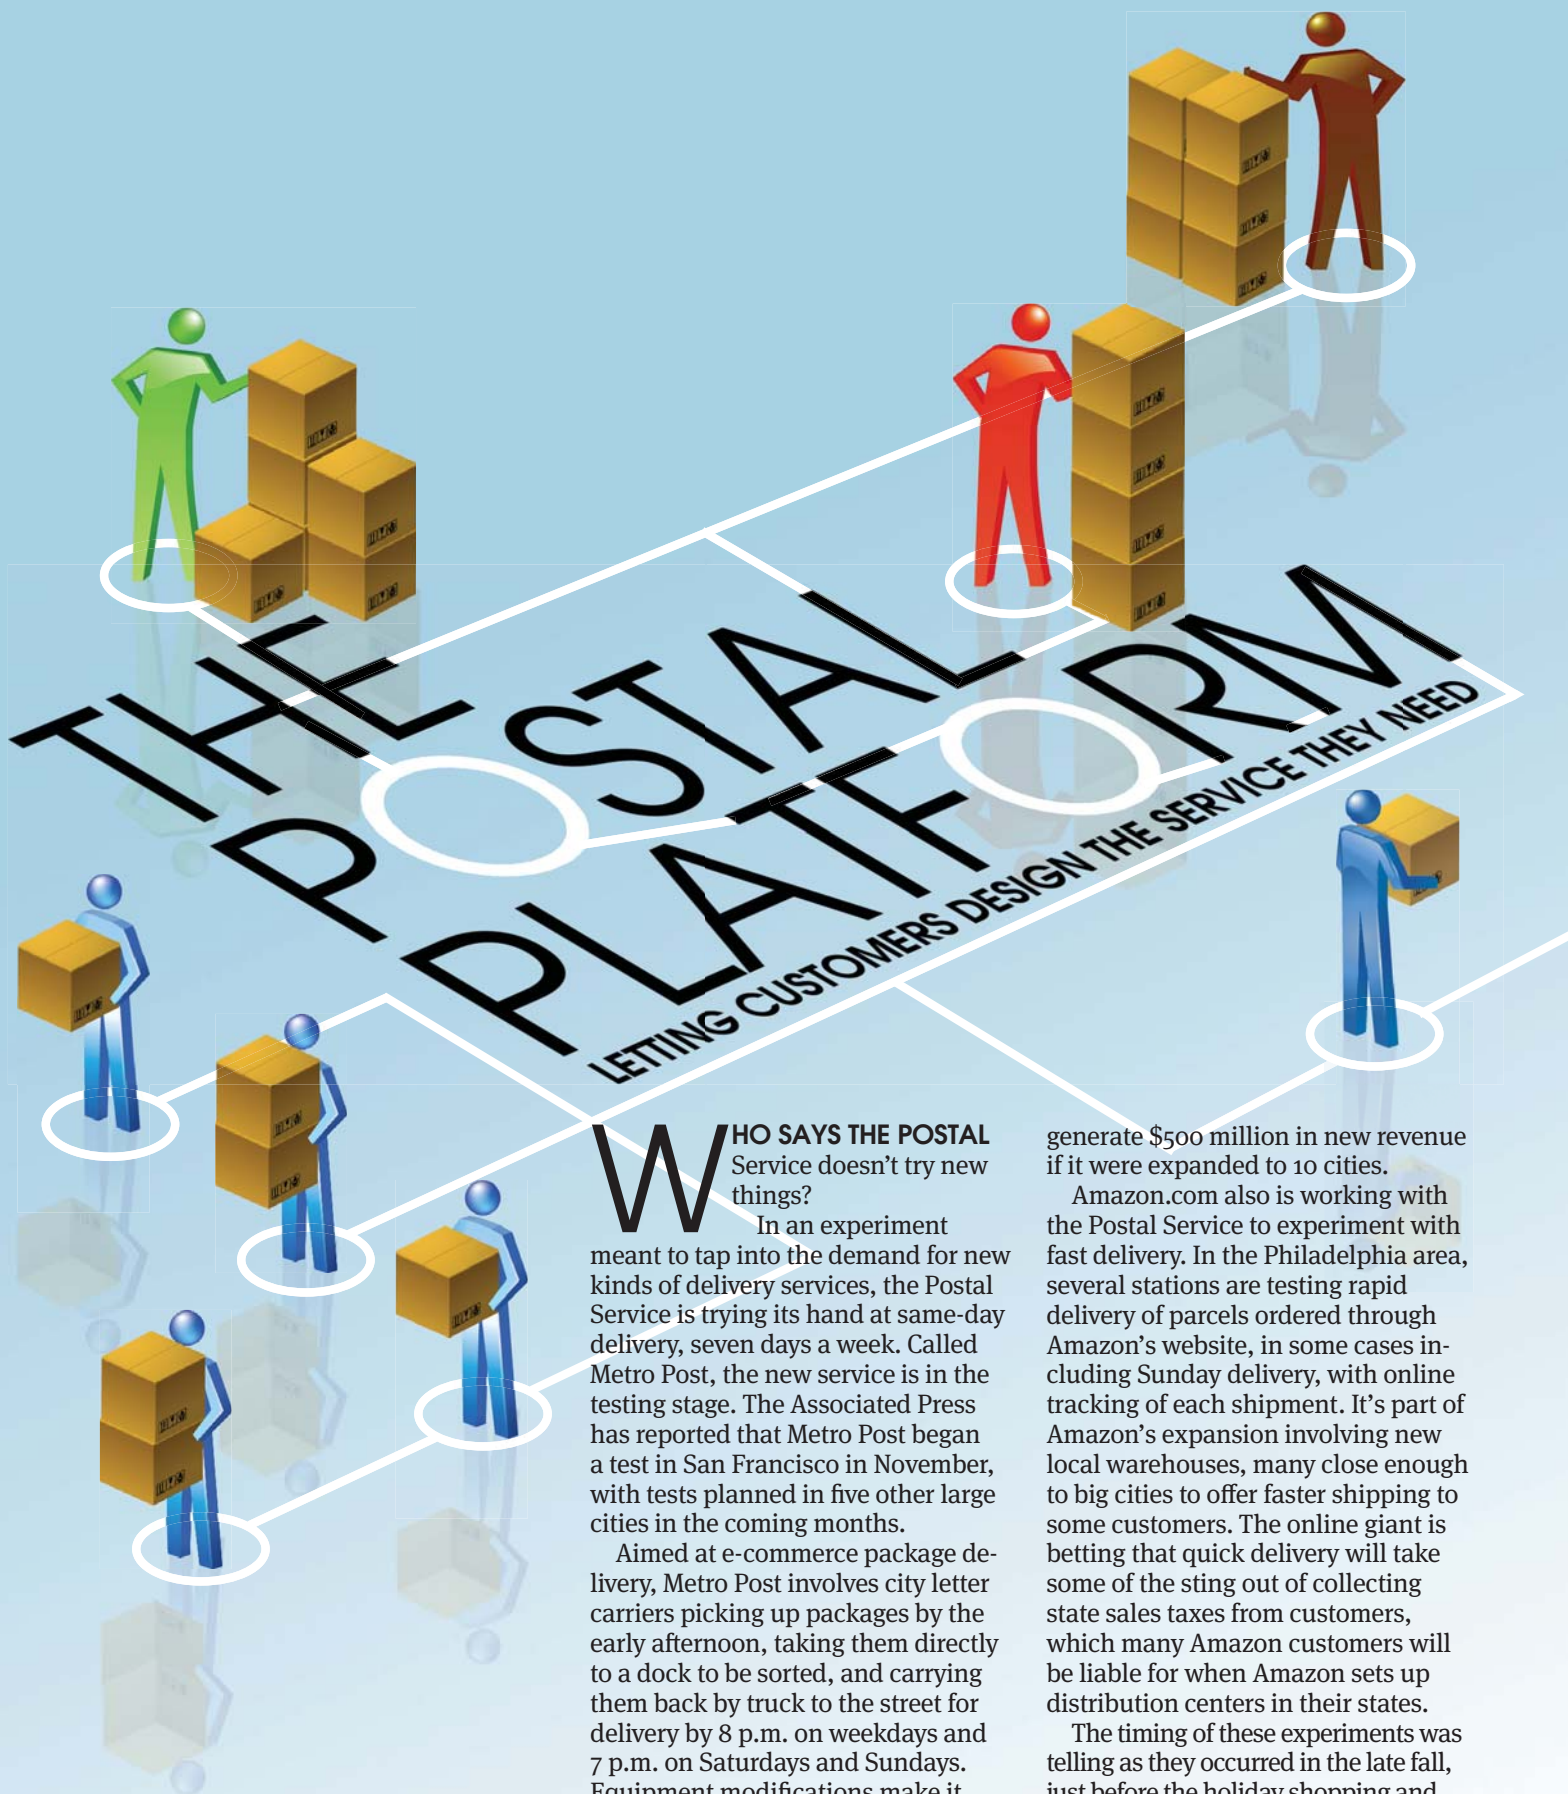 THE
POSTAL
PLATFORM
LETTING CUSTOMERS DESIGN THE SERVICE THEY NEED
WHO SAYS THE POSTAL
Service doesn't try new
things?
In an experiment
meant to tap into the demand for new
kinds of delivery services, the Postal
Service is trying its hand at same-day
delivery, seven days a week. Called
Metro Post, the new service is in the
testing stage. The Associated Press
has reported that Metro Post began
a test in San Francisco in November,
with tests planned in five other large
cities in the coming months.
Aimed at e-commerce package de-
livery, Metro Post involves city letter
carriers picking up packages by the
early afternoon, taking them directly
to a dock to be sorted, and carrying
them back by truck to the street for
delivery by 8 p.m. on weekdays and
7 p.m. on Saturdays and Sundays.
Equipment modifications make it
generate $500 million in new revenue
if it were expanded to 10 cities.
Amazon.com also is working with
the Postal Service to experiment with
fast delivery. In the Philadelphia area,
several stations are testing rapid
delivery of parcels ordered through
Amazon's website, in some cases in-
cluding Sunday delivery, with online
tracking of each shipment. It's part of
Amazon's expansion involving new
local warehouses, many close enough
to big cities to offer faster shipping to
some customers. The online giant is
betting that quick delivery will take
some of the sting out of collecting
state sales taxes from customers,
which many Amazon customers will
be liable for when Amazon sets up
distribution centers in their states.
The timing of these experiments was
telling as they occurred in the late fall,
just before the holiday shopping and